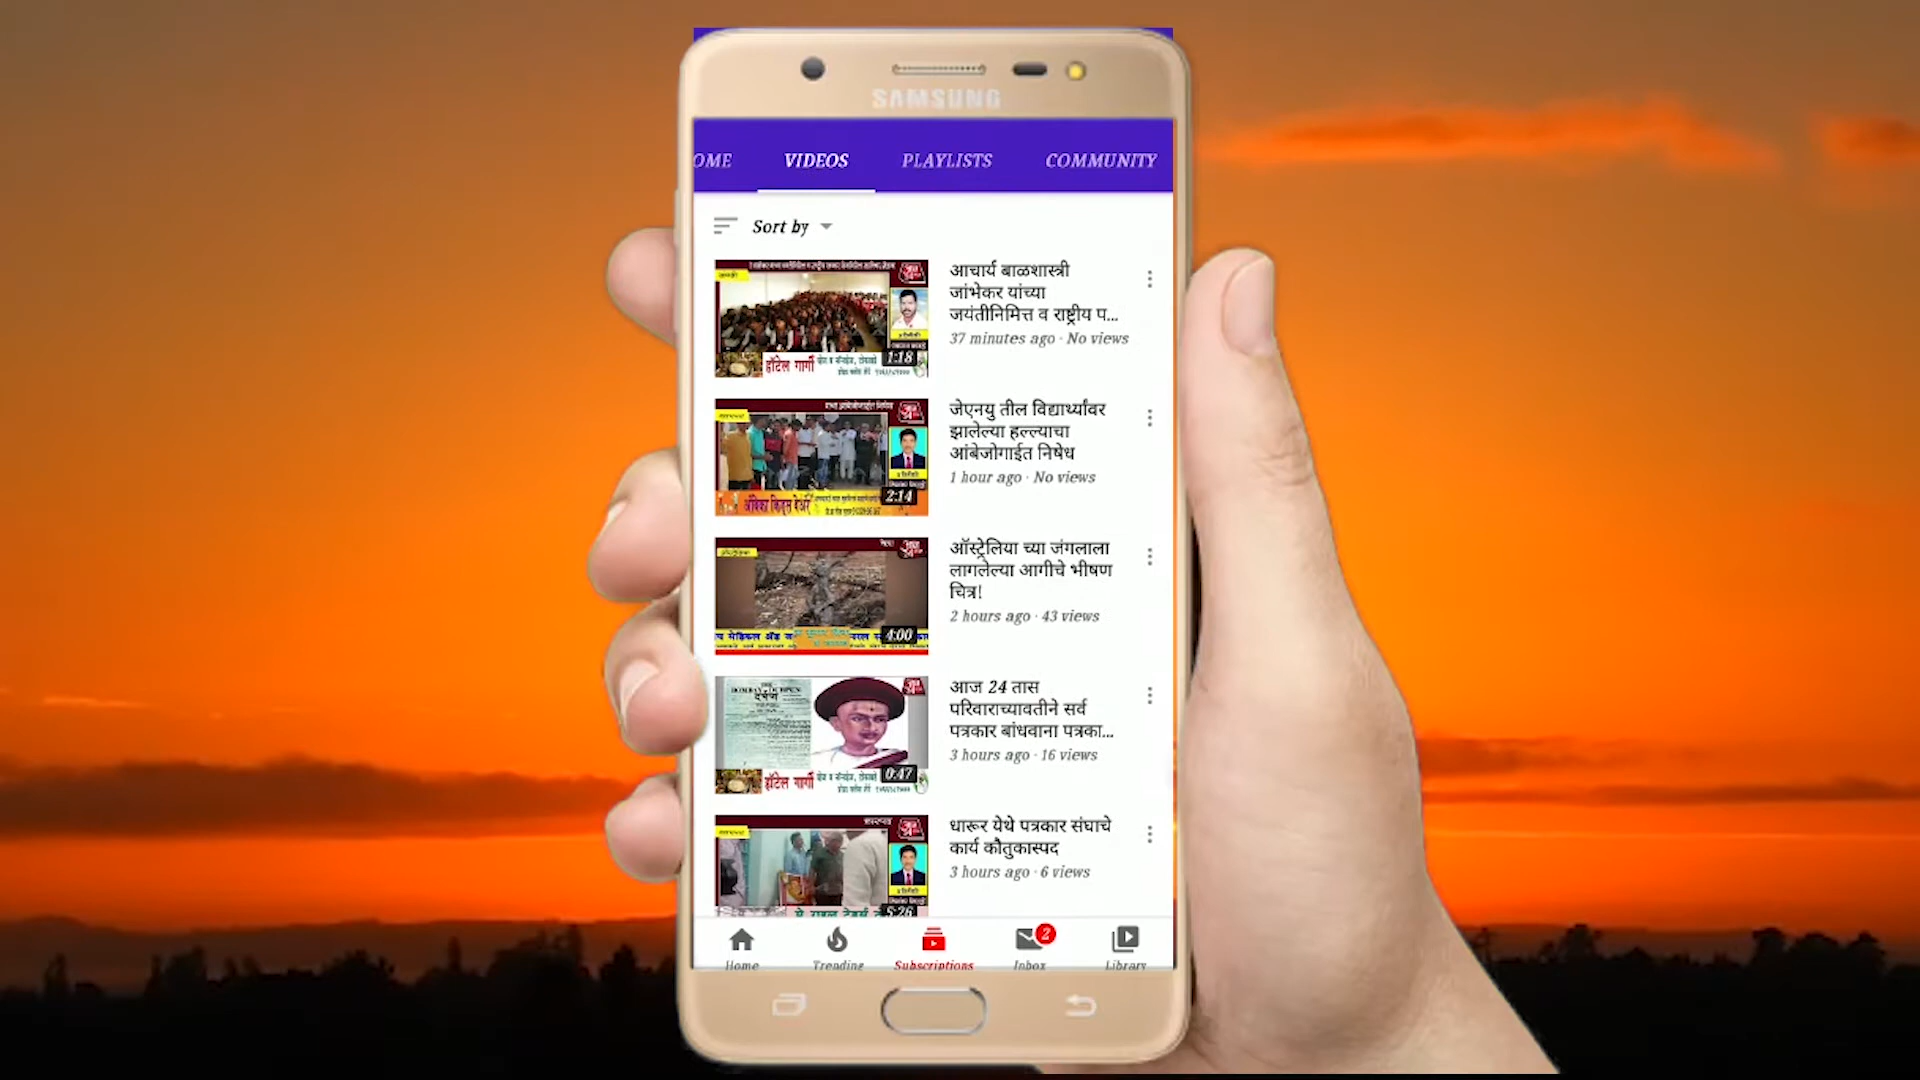 SAMSUNG
OME VIDEOS PLAYLISTS COMMUNITY
Sort by
आचार्य बाळशास्त्री
जांभेकर यांच्या
जयंतीनिमित्त व राष्ट्रीय प...
37 minutes ago · No views
हॉटेल गार्गी
1:18
जेएनयु तील विद्यार्थ्यांवर
झालेल्या हल्ल्याचा
आंबेजोगाईत निषेध
1 hour ago · No views
2:14
ऑस्ट्रेलिया च्या जंगलाला
लागलेल्या आगीचे भीषण
चित्र!
2 hours ago · 43 views
4:00
आज 24 तास
परिवाराच्यावतीने सर्व
पत्रकार बांधवाना पत्रका...
3 hours ago · 16 views
हॉटेल गार्गी
0:47
धारूर येथे पत्रकार संघाचे
कार्य कौतुकास्पद
3 hours ago · 6 views
5:26
2
Home Trending Subscriptions Inbox Library